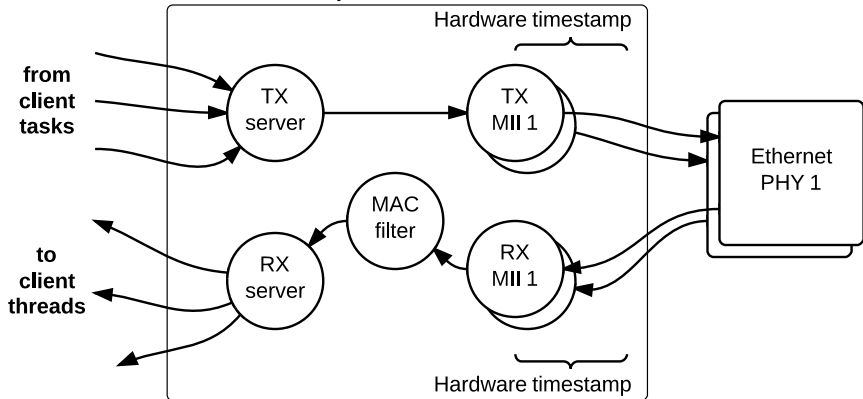 Hardware timestamp
from
client
tasks
TX
server
TX
MII 1
Ethernet
PHY 1
MAC
filter
to
client
threads
RX
server
RX
MII 1
Hardware timestamp